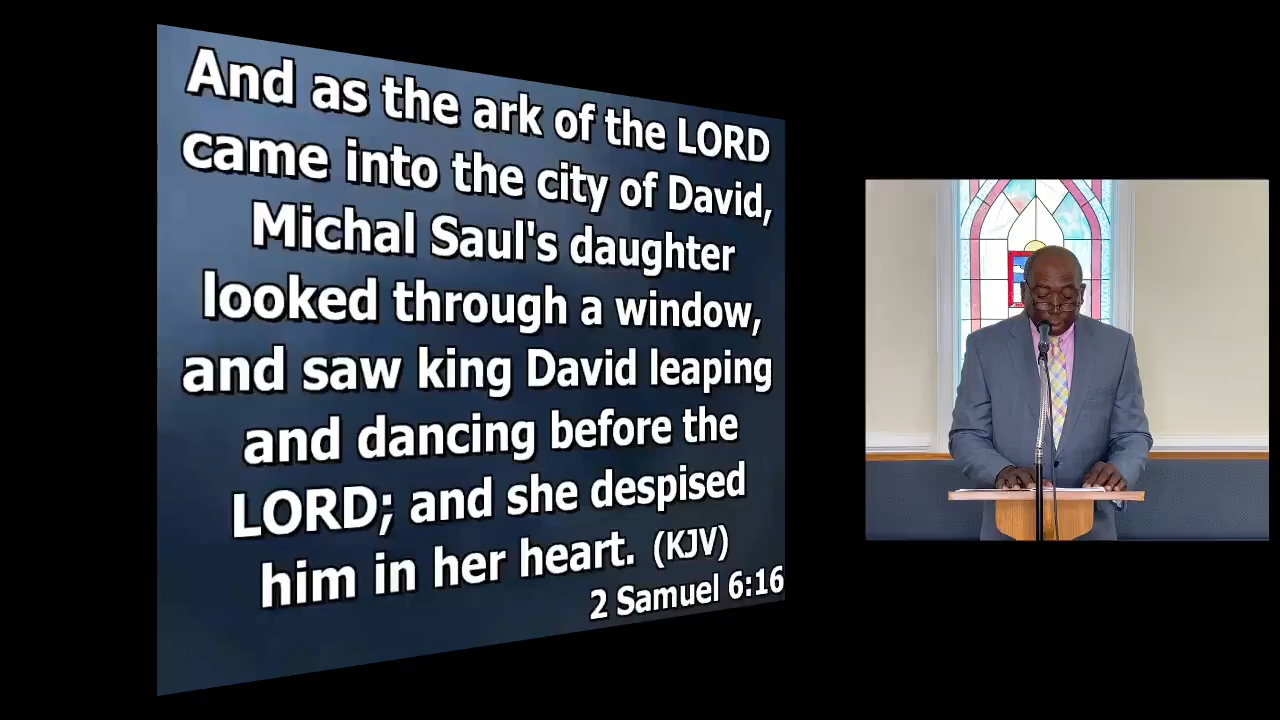 And as the ark of the LORD
came into the city of David,
Michal Saul's daughter
looked through a window,
and saw king David leaping
and dancing before the
LORD; and she despised
him in her heart. (KJV)
2 Samuel 6:16